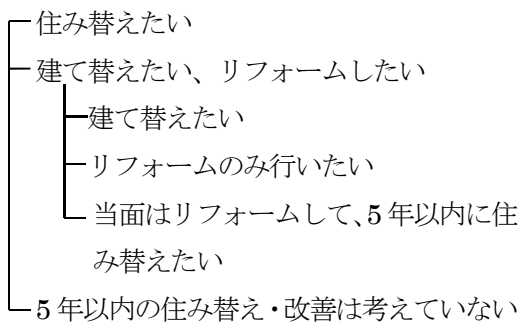 住み替えたい
建て替えたい、リフォームしたい
建て替えたい
リフォームのみ行いたい
当面はリフォームして、5年以内に住
み替えたい
5年以内の住み替え・改善は考えていない